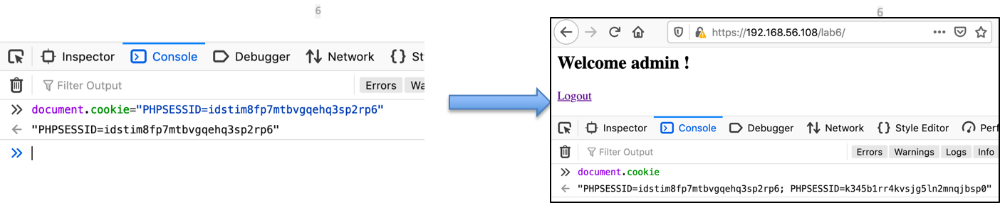 6
Inspector Console Debugger Network {} St
Filter Output Errors Wa
>> document.cookie="PHPSESSID=idstim8fp7mtbvgqehq3sp2rp6"
"PHPSESSID=idstim8fp7mtbvgqehq3sp2rp6"
>>
6
https://192.168.56.108/lab6/
Welcome admin !
Logout
Inspector Console Debugger Network {} Style Editor Perf
Filter Output Errors Warnings Logs Info
>> document.cookie
"PHPSESSID=idstim8fp7mtbvgqehq3sp2rp6; PHPSESSID=k345b1rr4kvsjg5ln2mnqjbsp0"